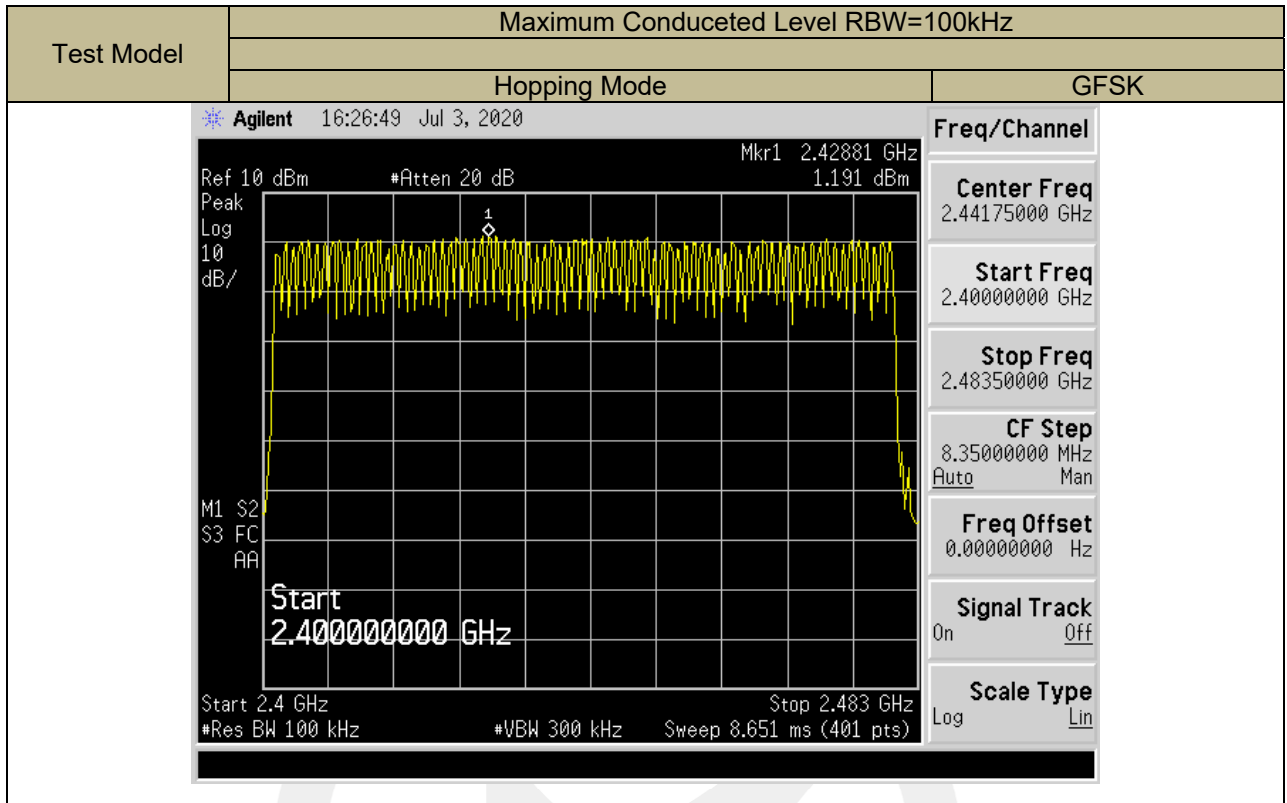 Test Model
Maximum Conduceted Level RBW=100kHz
Hopping Mode
GFSK
Agilent 16:26:49 Jul 3, 2020
Mkr1 2.42881 GHz
Ref 10 dBm #Atten 20 dB 1.191 dBm
Peak
Log
10
dB/
1
M1 S2
S3 FC
AA
Start
2.400000000 GHz
Start 2.4 GHz Stop 2.483 GHz
#Res BW 100 kHz #VBW 300 kHz Sweep 8.651 ms (401 pts)
Freq/Channel
Center Freq
2.44175000 GHz
Start Freq
2.40000000 GHz
Stop Freq
2.48350000 GHz
CF Step
8.35000000 MHz
Auto Man
Freq Offset
0.00000000 Hz
Signal Track
On Off
Scale Type
Log Lin